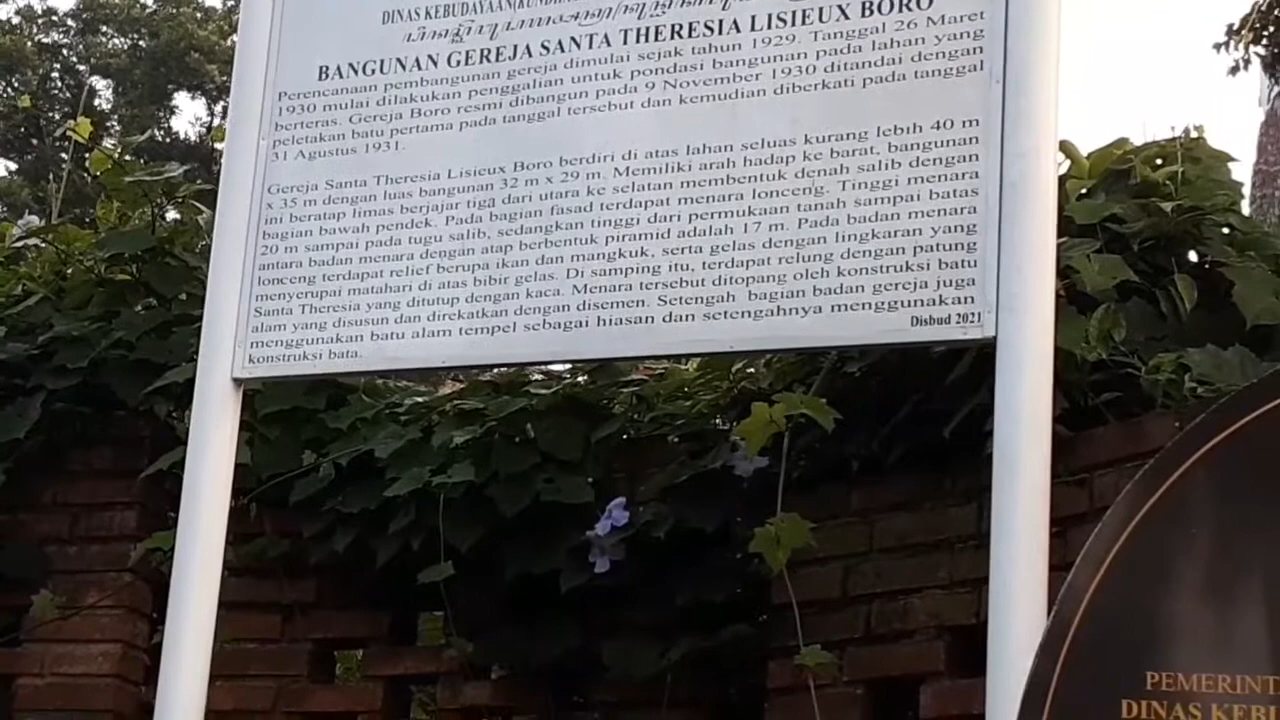 DINAS KEBUDAYAAN
BANGUNAN GEREJA SANTA THERESIA LISIEUX BORO
Perencanaan pembangunan gereja dimulai sejak tahun 1929. Tanggal 26 Maret
1930 mulai dilakukan penggalian untuk pondasi bangunan pada lahan yang
berteras. Gereja Boro resmi dibangun pada 9 November 1930 ditandai dengan
peletakan batu pertama pada tanggal tersebut dan kemudian diberkati pada tanggal
31 Agustus 1931.
Gereja Santa Theresia Lisieux Boro berdiri di atas lahan seluas kurang lebih 40 m
x 35 m dengan luas bangunan 32 m x 29 m. Memiliki arah hadap ke barat, bangunan
ini beratap limas berjajar tiga dari utara ke selatan membentuk denah salib dengan
bagian bawah pendek. Pada bagian fasad terdapat menara lonceng. Tinggi menara
20 m sampai pada tugu salib, sedangkan tinggi dari permukaan tanah sampai batas
antara badan menara dengan atap berbentuk piramid adalah 17 m. Pada badan menara
lonceng terdapat relief berupa ikan dan mangkuk, serta gelas dengan lingkaran yang
menyerupai matahari di atas bibir gelas. Di samping itu, terdapat relung dengan patung
Santa Theresia yang ditutup dengan kaca. Menara tersebut ditopang oleh konstruksi batu
alam yang disusun dan direkatkan dengan disemen. Setengah bagian badan gereja juga
menggunakan batu alam tempel sebagai hiasan dan setengahnya menggunakan
konstruksi bata.
Disbud 2021
PEMERINT
DINAS KEBU